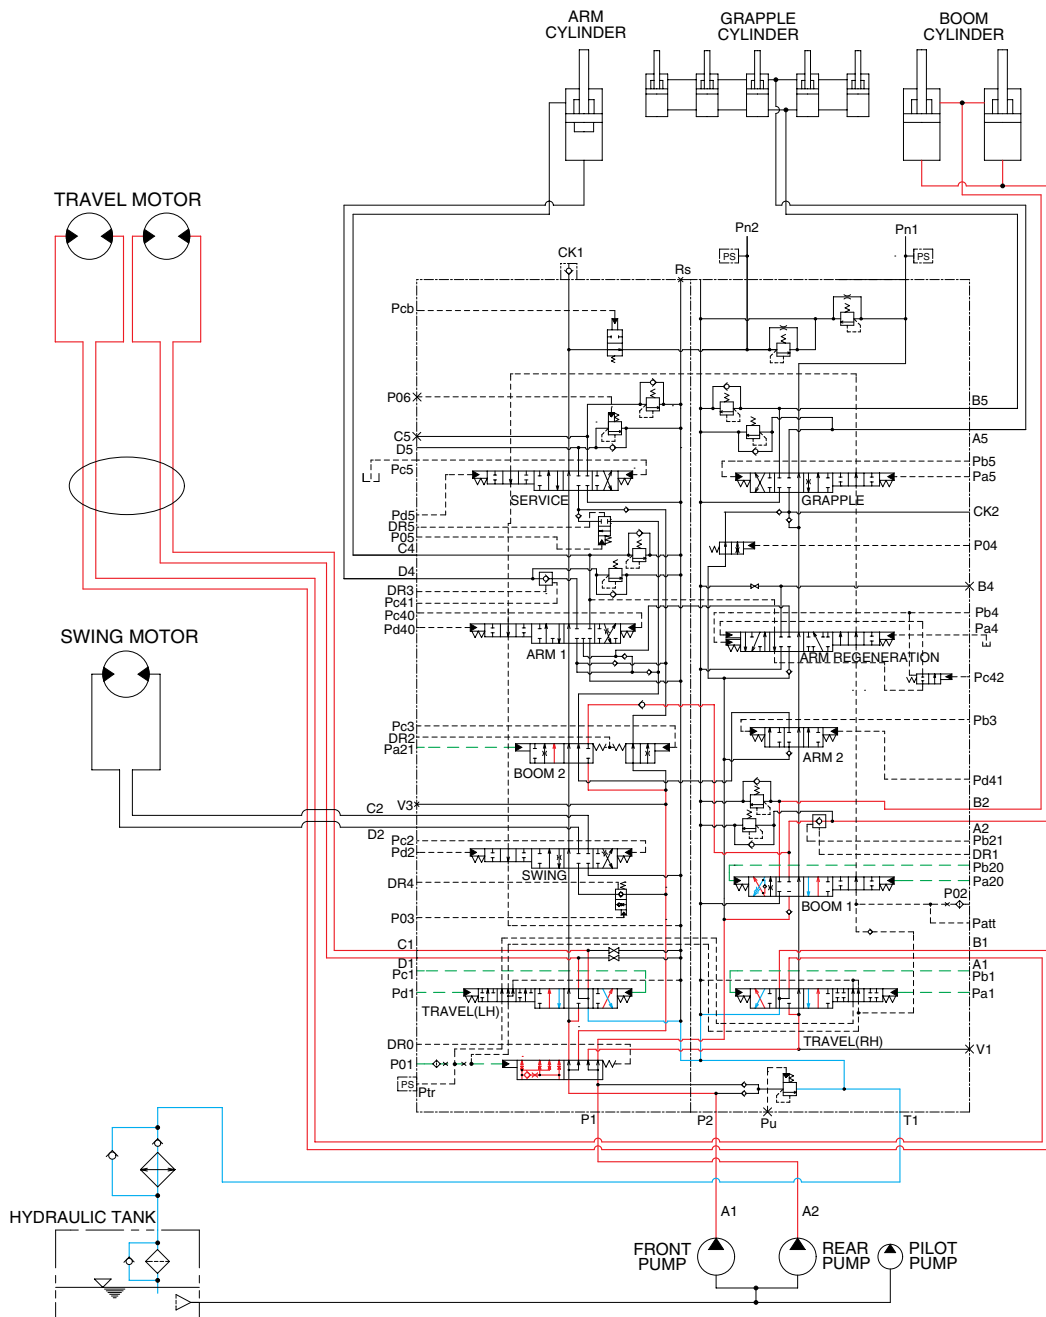 ARM
CYLINDER
GRAPPLE
CYLINDER
BOOM
CYLINDER
TRAVEL MOTOR
Pn2
Pn1
CK1
PS
PS
Rs
Pcb
P06
B5
C5
D5
A5
Pc5
Pb5
Pa5
SERVICE
GRAPPLE
Pd5
DR5
P05
C4
CK2
P04
D4
DR3
Pc41
B4
Pc40
Pd40
Pb4
Pa4
SWING MOTOR
ARM 1
ARM REGENERATION
E
Pc42
Pc3
DR2
Pa21
Pb3
BOOM 2
ARM 2
Pd41
V3
C2
B2
D2
A2
Pc2
Pd2
Pb21
DR1
SWING
Pb20
Pa20
DR4
BOOM 1
P02
P03
Patt
C1
B1
D1
Pc1
A1
Pb1
Pd1
Pa1
TRAVEL(LH)
TRAVEL(RH)
DR0
V1
P01
PS
Ptr
P1
P2
Pu
T1
HYDRAULIC TANK
A1
A2
FRONT
PUMP
REAR
PUMP
PILOT
PUMP